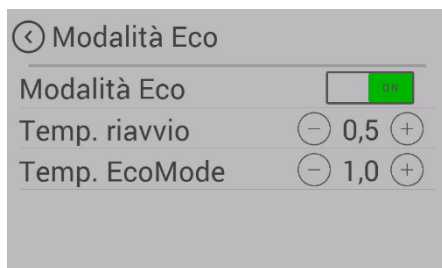 Modalità Eco
Modalità Eco ON
Temp. riavvio 0,5
Temp. EcoMode 1,0